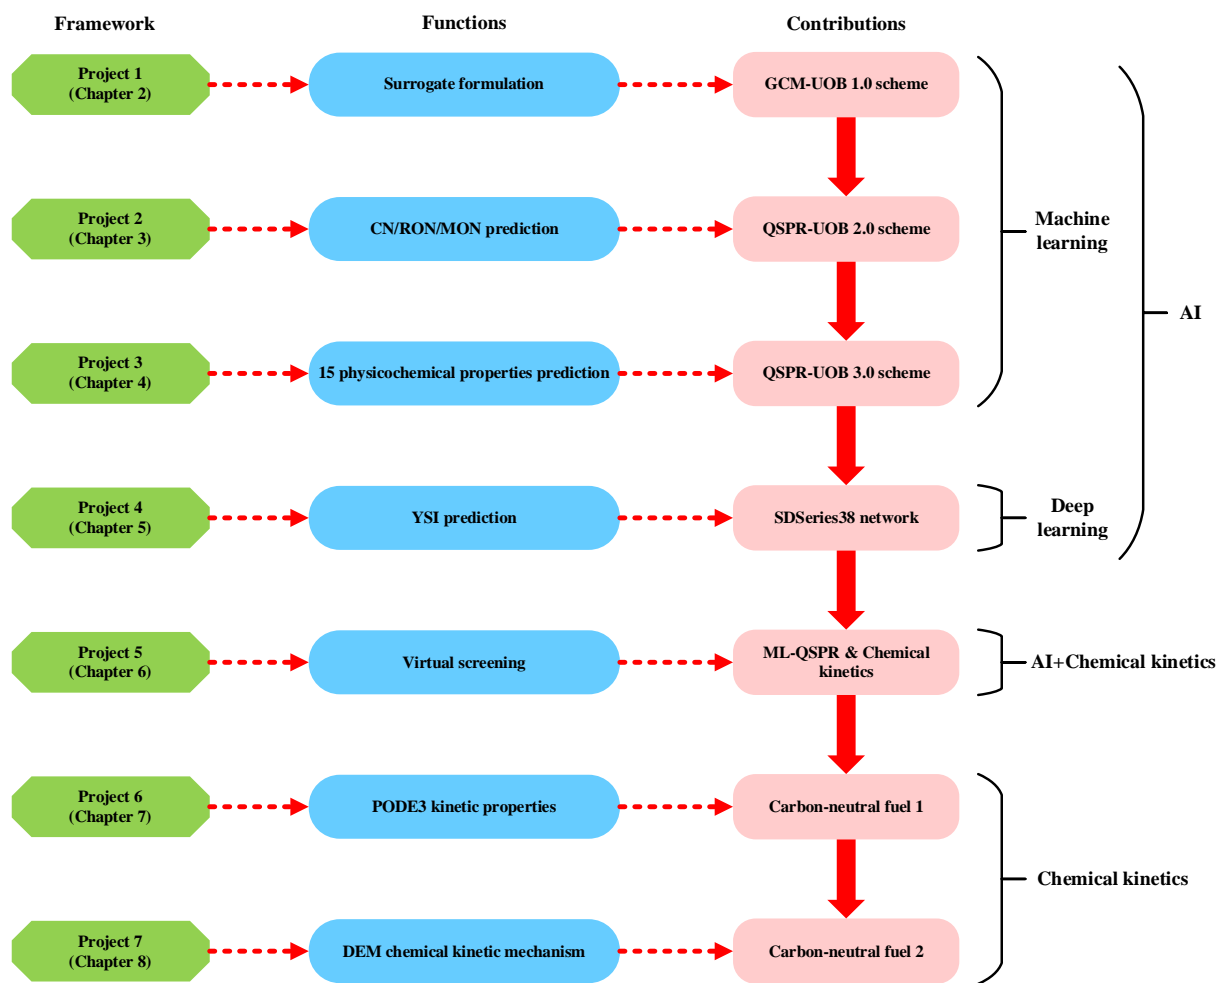 Framework
Functions
Contributions
Project 1
(Chapter 2)
Surrogate formulation
GCM-UOB 1.0 scheme
Project 2
(Chapter 3)
CN/RON/MON prediction
QSPR-UOB 2.0 scheme
Machine
learning
Project 3
(Chapter 4)
15 physicochemical properties prediction
QSPR-UOB 3.0 scheme
AI
Project 4
(Chapter 5)
YSI prediction
SDSeries38 network
Deep
learning
Project 5
(Chapter 6)
Virtual screening
ML-QSPR & Chemical
kinetics
AI+Chemical kinetics
Project 6
(Chapter 7)
PODE3 kinetic properties
Carbon-neutral fuel 1
Chemical kinetics
Project 7
(Chapter 8)
DEM chemical kinetic mechanism
Carbon-neutral fuel 2